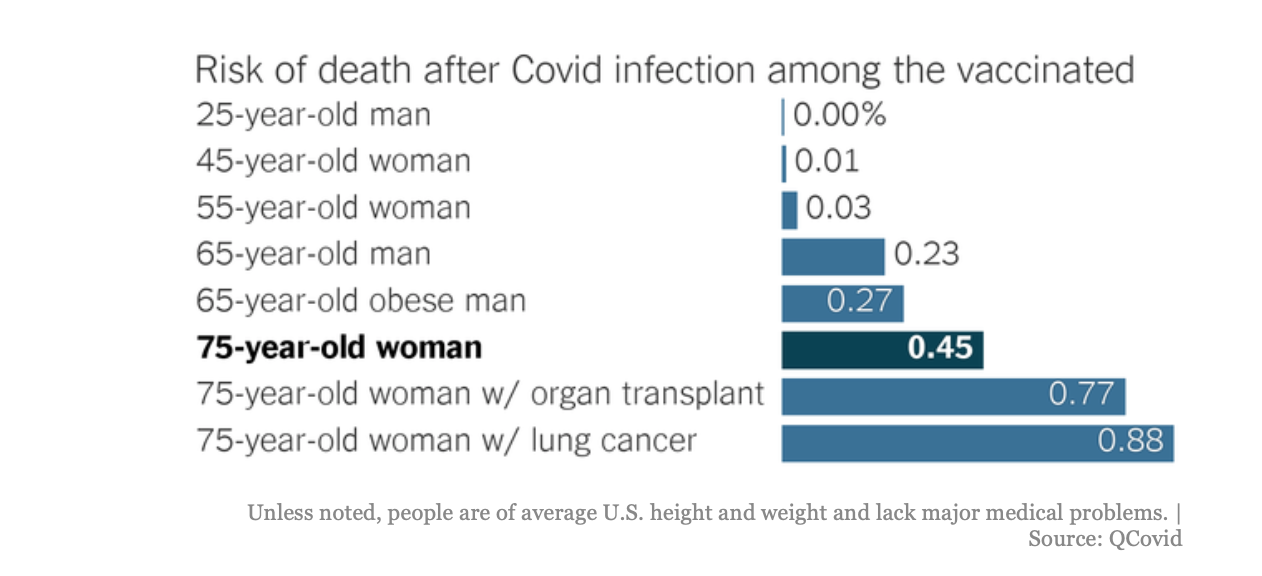 Risk of death after Covid infection among the vaccinated
25-year-old man 0.00%
45-year-old woman 0.01
55-year-old woman 0.03
65-year-old man 0.23
65-year-old obese man 0.27
75-year-old woman 0.45
75-year-old woman w/ organ transplant 0.77
75-year-old woman w/ lung cancer 0.88
Unless noted, people are of average U.S. height and weight and lack major medical problems. |
Source: QCovid